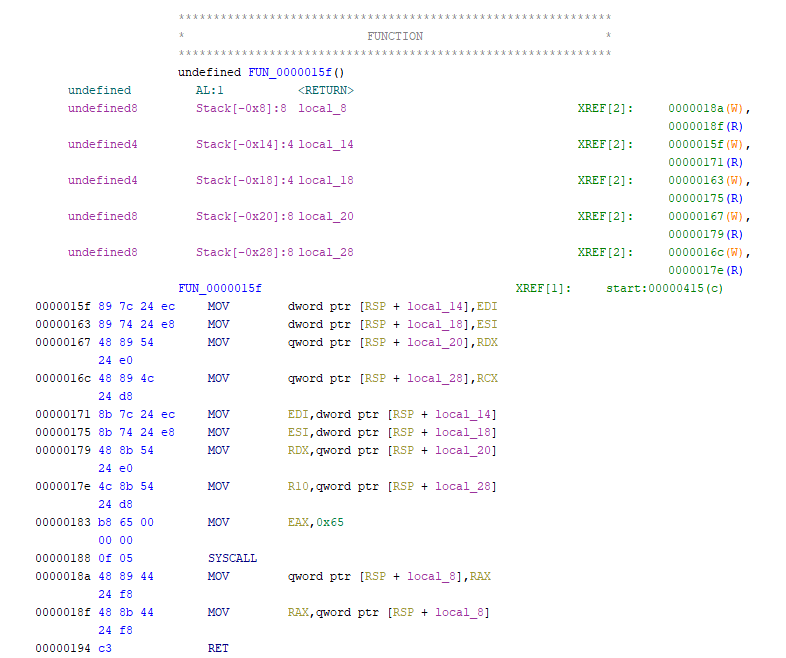 **************************************************************
* FUNCTION *
**************************************************************
undefined FUN_0000015f()
undefined AL:1 <RETURN>
undefined8 Stack[-0x8]:8 local_8 XREF[2]: 0000018a(W),
0000018f(R)
undefined4 Stack[-0x14]:4 local_14 XREF[2]: 0000015f(W),
00000171(R)
undefined4 Stack[-0x18]:4 local_18 XREF[2]: 00000163(W),
00000175(R)
undefined8 Stack[-0x20]:8 local_20 XREF[2]: 00000167(W),
00000179(R)
undefined8 Stack[-0x28]:8 local_28 XREF[2]: 0000016c(W),
0000017e(R)
FUN_0000015f XREF[1]: start:00000415(c)
0000015f 89 7c 24 ec MOV dword ptr [RSP + local_14],EDI
00000163 89 74 24 e8 MOV dword ptr [RSP + local_18],ESI
00000167 48 89 54 MOV qword ptr [RSP + local_20],RDX
24 e0
0000016c 48 89 4c MOV qword ptr [RSP + local_28],RCX
24 d8
00000171 8b 7c 24 ec MOV EDI,dword ptr [RSP + local_14]
00000175 8b 74 24 e8 MOV ESI,dword ptr [RSP + local_18]
00000179 48 8b 54 MOV RDX,qword ptr [RSP + local_20]
24 e0
0000017e 4c 8b 54 MOV R10,qword ptr [RSP + local_28]
24 d8
00000183 b8 65 00 MOV EAX,0x65
00 00
00000188 0f 05 SYSCALL
0000018a 48 89 44 MOV qword ptr [RSP + local_8],RAX
24 f8
0000018f 48 8b 44 MOV RAX,qword ptr [RSP + local_8]
24 f8
00000194 c3 RET